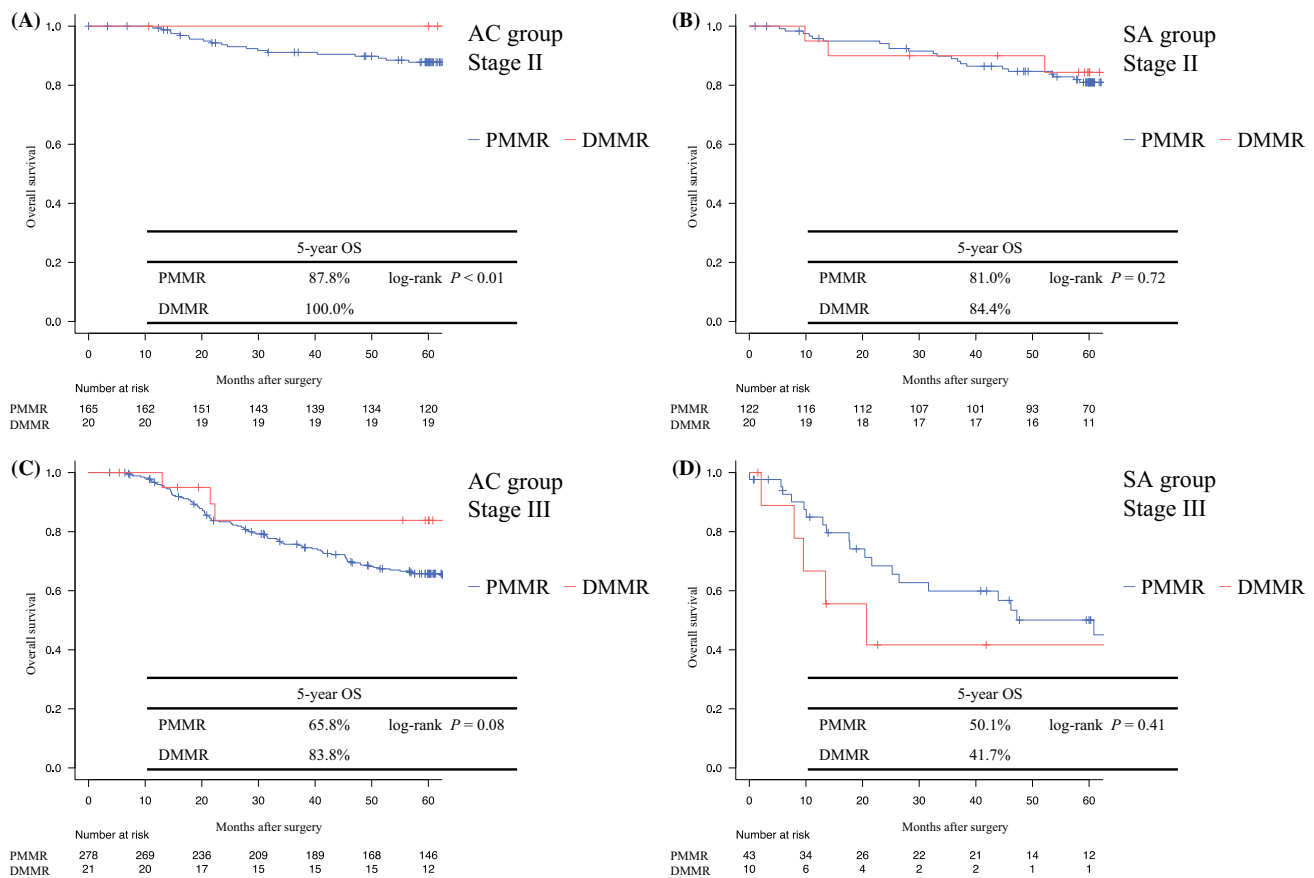 (A)
AC group
Stage II
PMMR DMMR
Overall survival
1.0
0.8
0.6
0.4
0.2
0.0
5-year OS
PMMR 87.8% log-rank P < 0.01
DMMR 100.0%
0 10 20 30 40 50 60
Months after surgery
Number at risk
PMMR 165 162 151 143 139 134 120
DMMR 20 20 19 19 19 19 19
(B)
SA group
Stage II
PMMR DMMR
Overall survival
1.0
0.8
0.6
0.4
0.2
0.0
5-year OS
PMMR 81.0% log-rank P = 0.72
DMMR 84.4%
0 10 20 30 40 50 60
Months after surgery
Number at risk
PMMR 122 116 112 107 101 93 70
DMMR 20 19 18 17 17 16 11
(C)
AC group
Stage III
PMMR DMMR
Overall survival
1.0
0.8
0.6
0.4
0.2
0.0
5-year OS
PMMR 65.8% log-rank P = 0.08
DMMR 83.8%
0 10 20 30 40 50 60
Months after surgery
Number at risk
PMMR 278 269 236 209 189 168 146
DMMR 21 20 17 15 15 15 12
(D)
SA group
Stage III
PMMR DMMR
Overall survival
1.0
0.8
0.6
0.4
0.2
0.0
5-year OS
PMMR 50.1% log-rank P = 0.41
DMMR 41.7%
0 10 20 30 40 50 60
Months after surgery
Number at risk
PMMR 43 34 26 22 21 14 12
DMMR 10 6 4 2 2 1 1